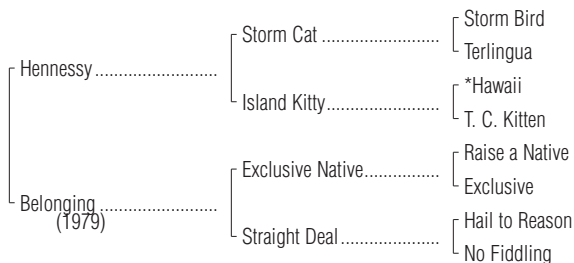 Storm Bird
Storm Cat ........................
Terlingua
Hennessy ..........................
*Hawaii
Island Kitty........................
T. C. Kitten
Raise a Native
Exclusive Native................
Exclusive
Belonging .........................
(1979)
Hail to Reason
Straight Deal .....................
No Fiddling